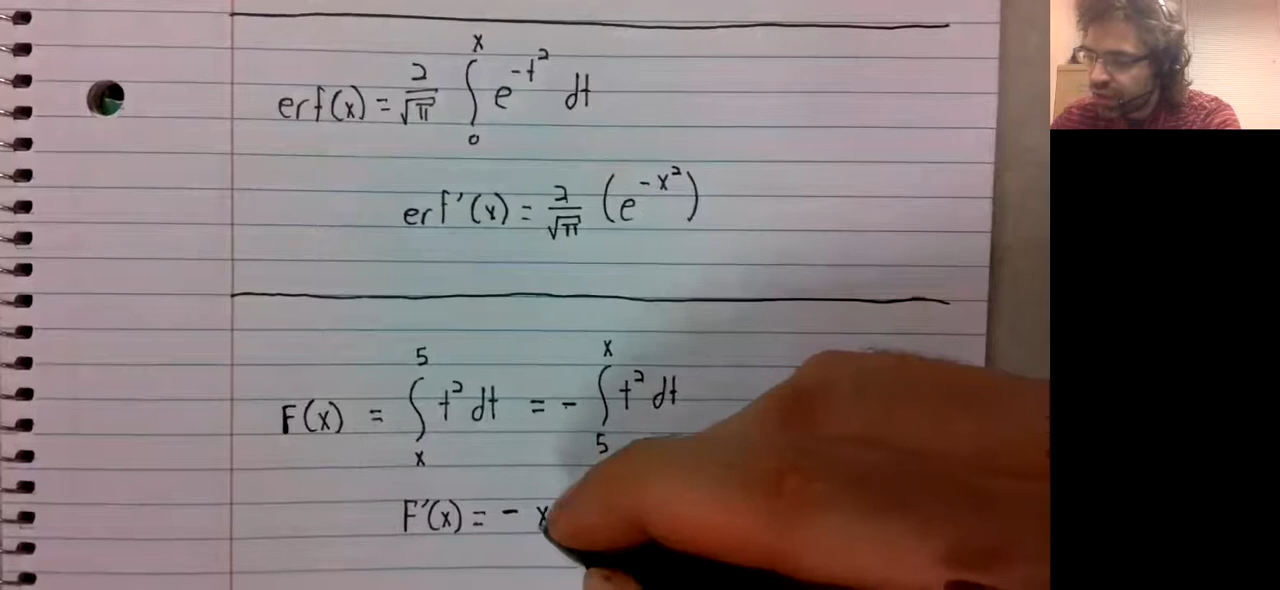 erf(x) = 2/√π ∫₀ˣ e^(-t²) dt
erf'(x) = 2/√π (e^(-x²))
F(x) = ∫ₓ⁵ t² dt = - ∫₅ˣ t² dt
F'(x) = - x